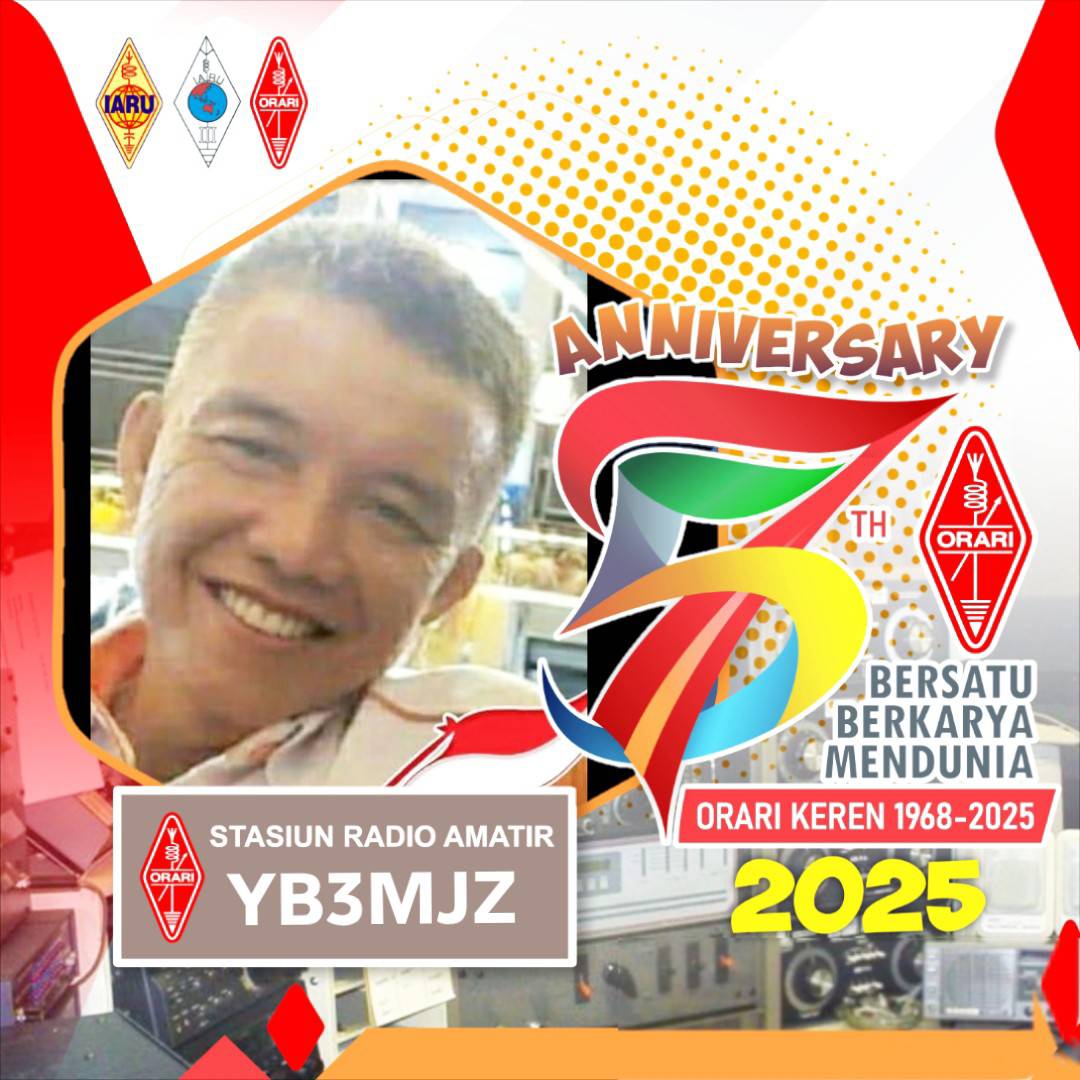 IARU
IARU
III
ORARI
ANNIVERSARY
57
TH
ORARI
BERSATU
BERKARYA
MENDUNIA
ORARI KEREN 1968-2025
2025
ORARI
STASIUN RADIO AMATIR
YB3MJZ